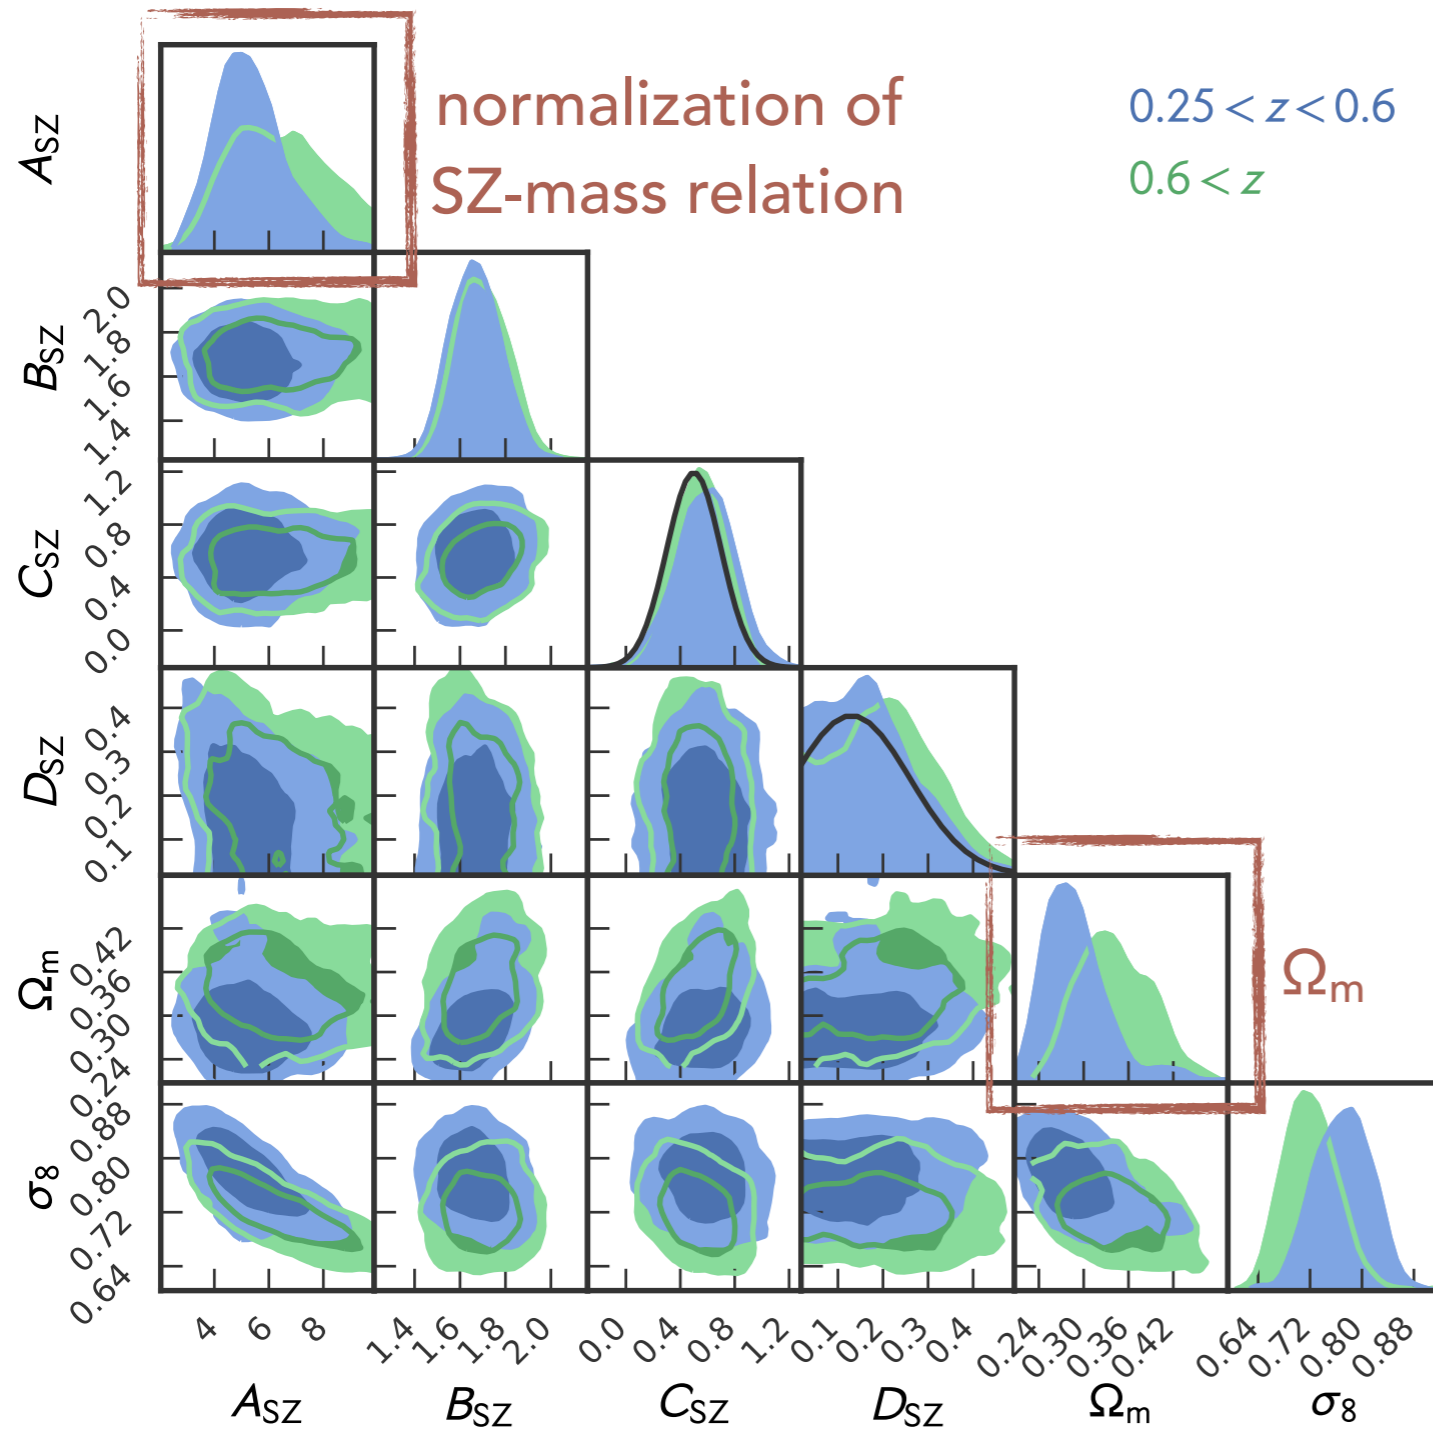 normalization of
SZ-mass relation
0.25 < z < 0.6
0.6 < z
A_SZ
B_SZ
2.0
1.8
1.6
1.4
C_SZ
1.2
0.8
0.4
0.0
D_SZ
0.4
0.3
0.2
0.1
Ω_m
0.42
0.36
0.30
0.24
Ω_m
σ_8
0.88
0.80
0.72
0.64
4 6 8
1.4 1.6 1.8 2.0
0.0 0.4 0.8 1.2
0.1 0.2 0.3 0.4
0.24 0.30 0.36 0.42
0.64 0.72 0.80 0.88
A_SZ B_SZ C_SZ D_SZ Ω_m σ_8